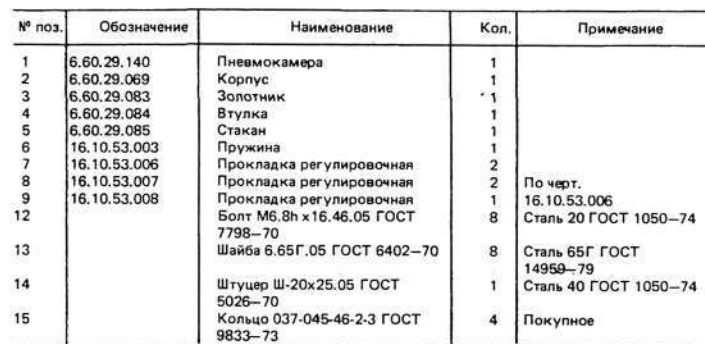 № поз. Обозначение Наименование Кол. Примечание
1 6.60.29.140 Пневмокамера 1
2 6.60.29.069 Корпус 1
3 6.60.29.083 Золотник 1
4 6.60.29.084 Втулка 1
5 6.60.29.085 Стакан 1
6 16.10.53.003 Пружина 1
7 16.10.53.006 Прокладка регулировочная 2
8 16.10.53.007 Прокладка регулировочная 2 По черт.
9 16.10.53.008 Прокладка регулировочная 1 16.10.53.006
12 Болт М6.8h x16.46.05 ГОСТ 8 Сталь 20 ГОСТ 1050—74
7798—70
13 Шайба 6.65Г.05 ГОСТ 6402—70 8 Сталь 65Г ГОСТ
14959—79
14 Штуцер Ш-20x25.05 ГОСТ 1 Сталь 40 ГОСТ 1050—74
5026—70
15 Кольцо 037-045-46-2-3 ГОСТ 4 Покупное
9833—73